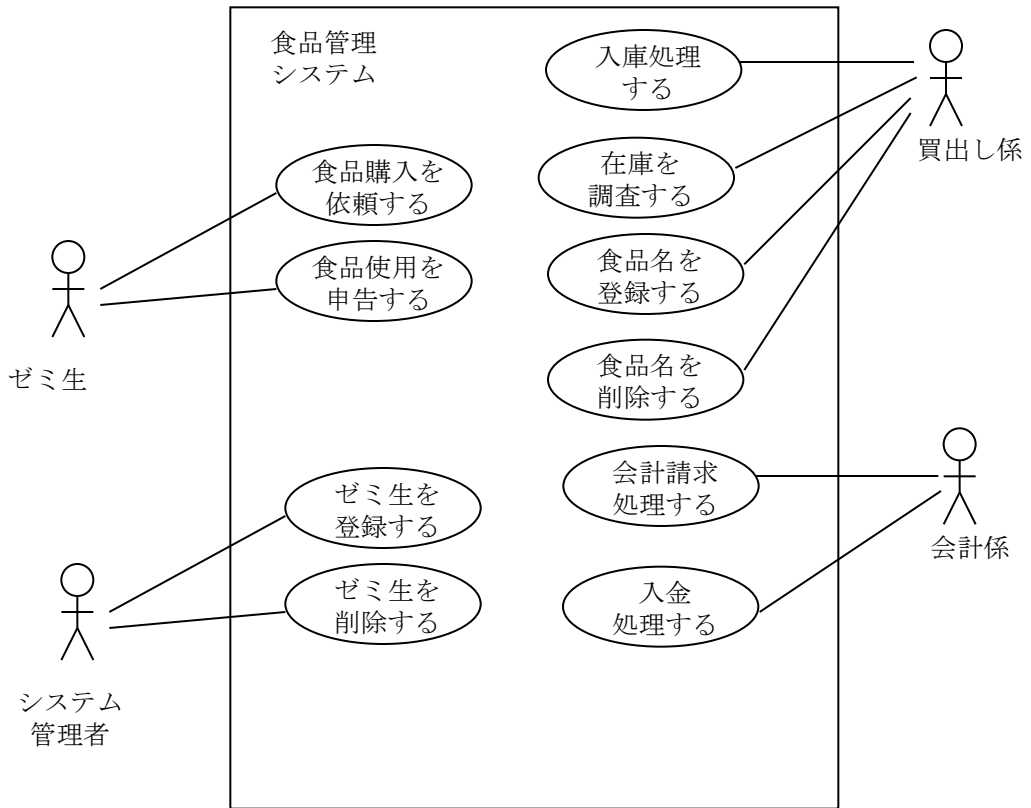 食品管理
システム
入庫処理
する
買出し係
食品購入を
依頼する
在庫を
調査する
食品使用を
申告する
食品名を
登録する
ゼミ生
食品名を
削除する
会計請求
処理する
ゼミ生を
登録する
会計係
ゼミ生を
削除する
入金
処理する
システム
管理者